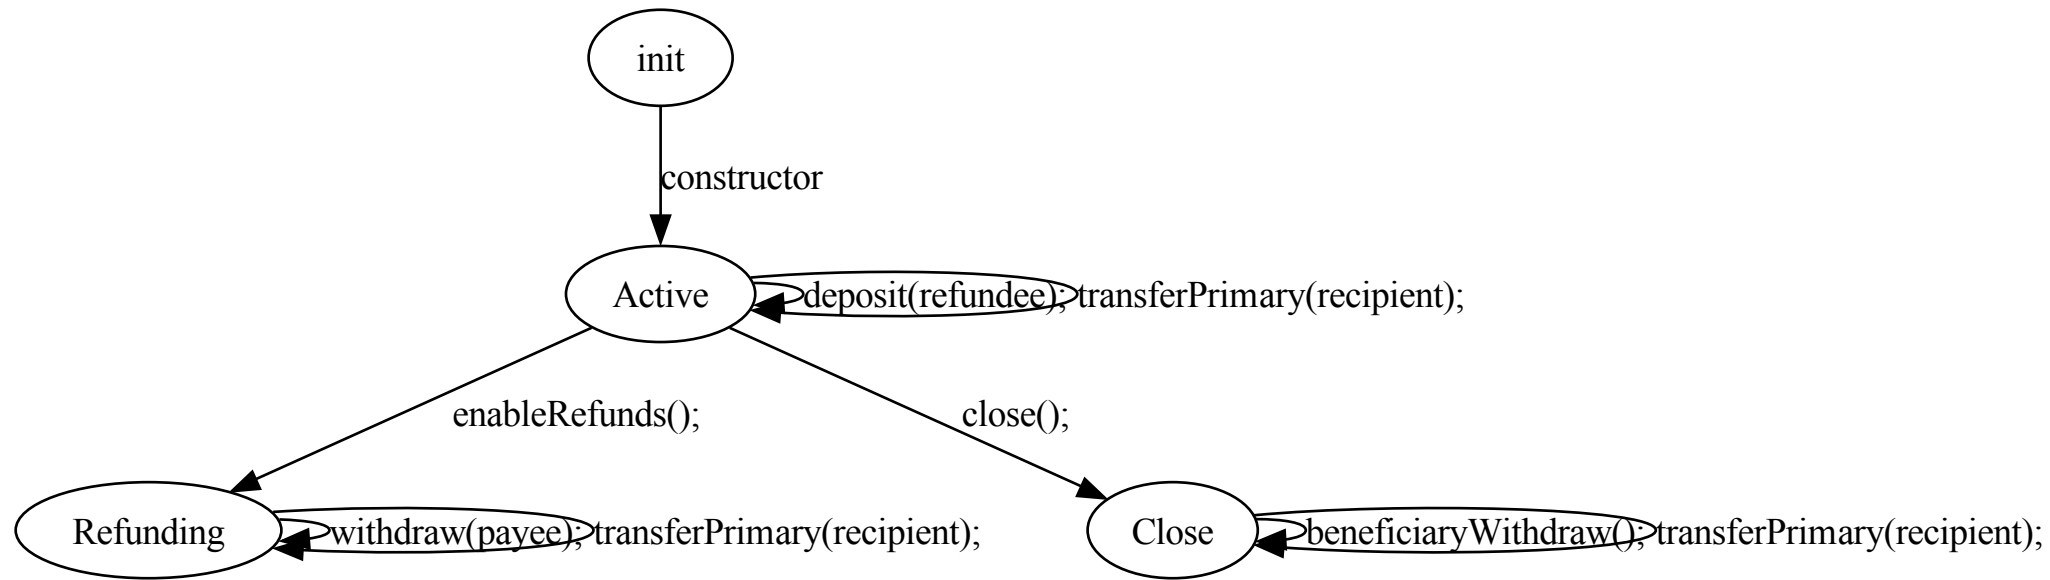 init
constructor
Active
deposit(refundee);
transferPrimary(recipient);
enableRefunds();
close();
Refunding
withdraw(payee);
transferPrimary(recipient);
Close
beneficiaryWithdraw();
transferPrimary(recipient);